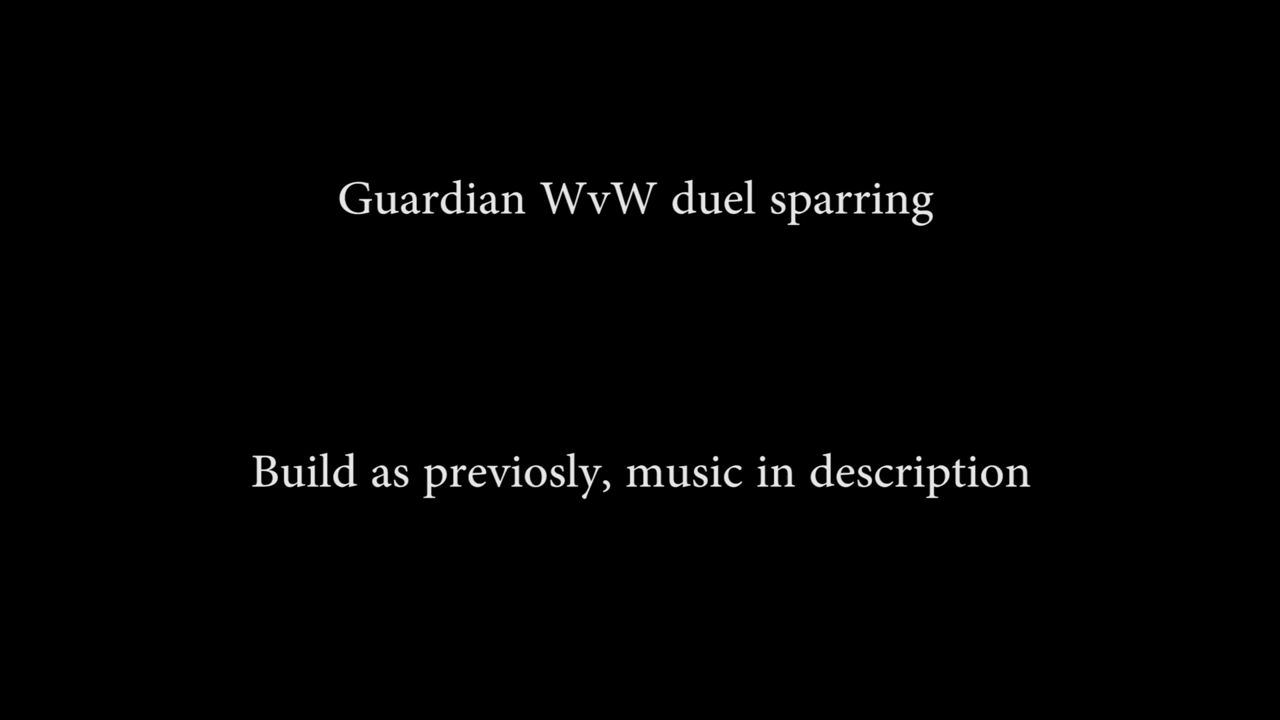 Guardian WvW duel sparring
Build as previosly, music in description